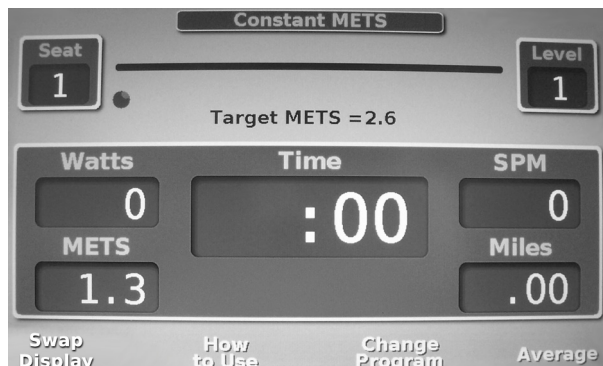 Constant METS
Seat
1
Level
1
Target METS =2.6
Watts
0
Time
:00
SPM
0
METS
1.3
Miles
.00
Swap
Display
How
to Use
Change
Program
Average